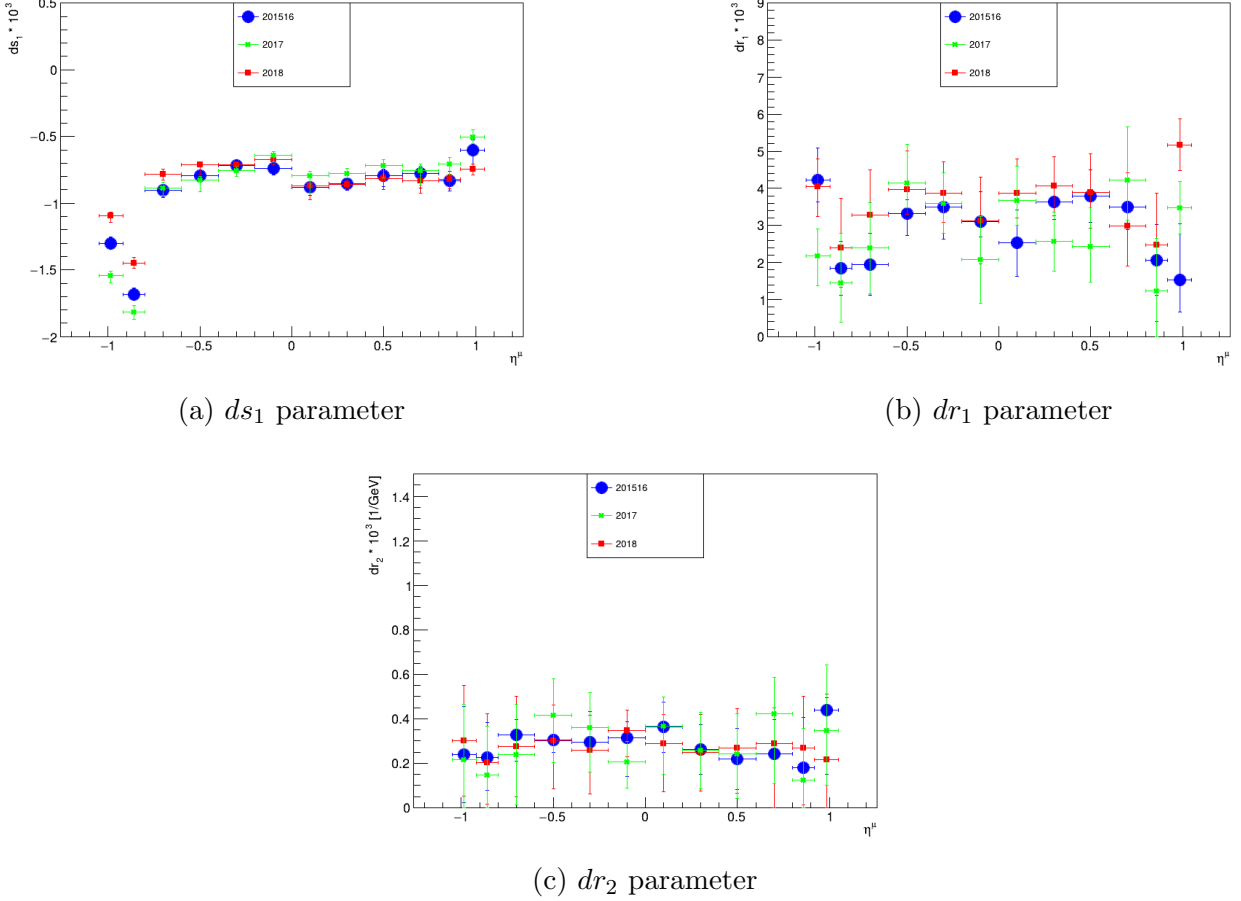 ds₁ * 10³
0.5
0
−0.5
−1
−1.5
−2
201516
2017
2018
−1 −0.5 0 0.5 1
η^μ
(a) ds₁ parameter
dr₁ * 10³
9
8
7
6
5
4
3
2
1
0
201516
2017
2018
−1 −0.5 0 0.5 1
η^μ
(b) dr₁ parameter
dr₂ * 10³ [1/GeV]
1.4
1.2
1
0.8
0.6
0.4
0.2
0
201516
2017
2018
−1 −0.5 0 0.5 1
η^μ
(c) dr₂ parameter